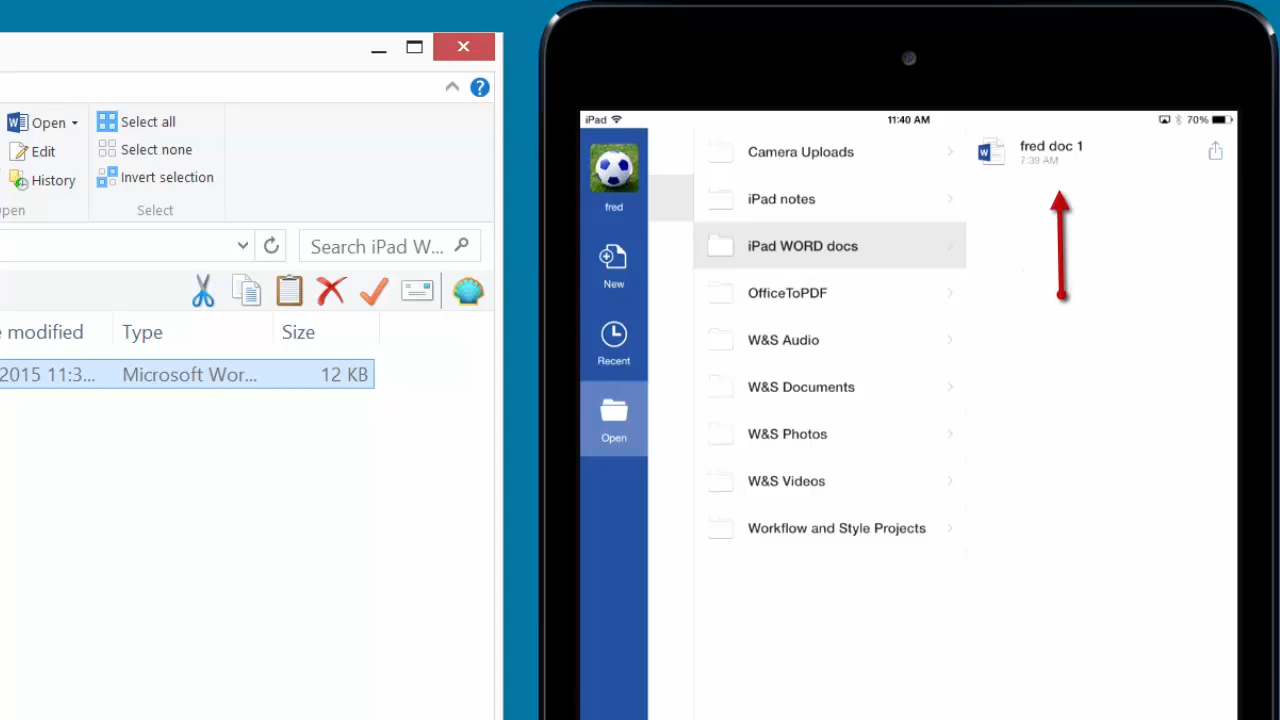 Open
Select all
Edit
Select none
History
Invert selection
pen
Select
Search iPad W...
e modified
Type
Size
2015 11:3...
Microsoft Wor...
12 KB
iPad
11:40 AM
70%
fred
New
Recent
Open
Camera Uploads
iPad notes
iPad WORD docs
OfficeToPDF
W&S Audio
W&S Documents
W&S Photos
W&S Videos
Workflow and Style Projects
fred doc 1
7:39 AM